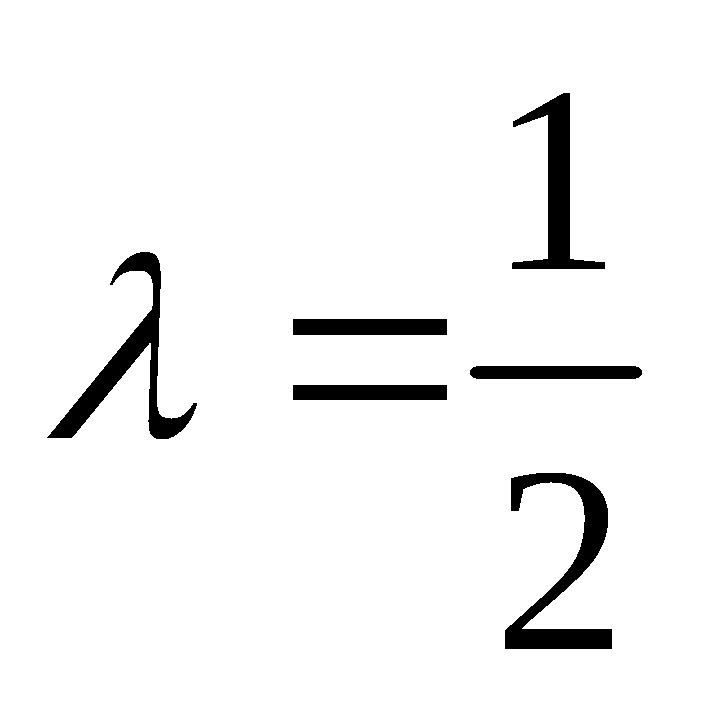 λ = 1/2